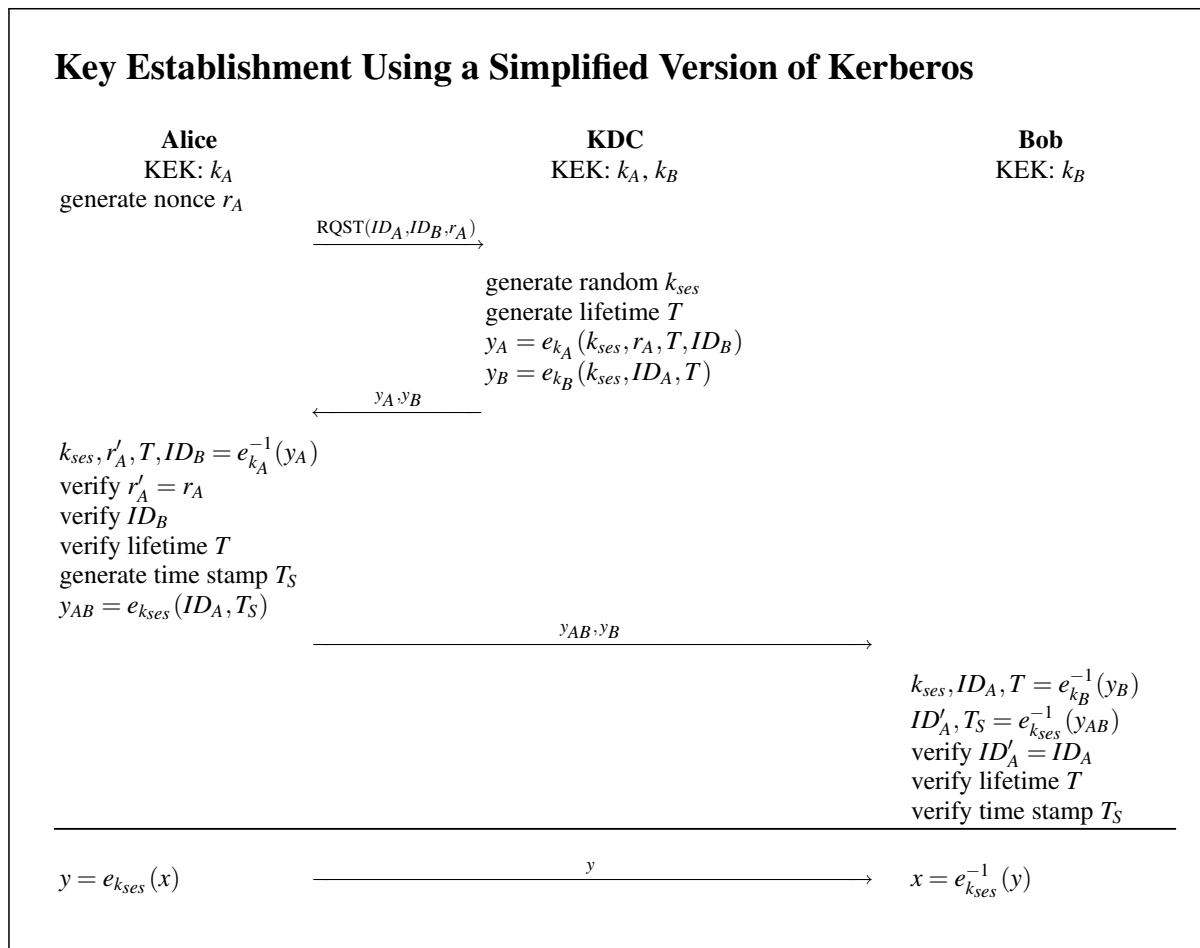 Key Establishment Using a Simplified Version of Kerberos
Alice KDC Bob
KEK: k_A KEK: k_A, k_B KEK: k_B
generate nonce r_A
RQST(ID_A,ID_B,r_A)
generate random k_ses
generate lifetime T
y_A = e_{k_A}(k_ses, r_A, T, ID_B)
y_B = e_{k_B}(k_ses, ID_A, T)
y_A,y_B
k_ses, r'_A, T, ID_B = e^{-1}_{k_A}(y_A)
verify r'_A = r_A
verify ID_B
verify lifetime T
generate time stamp T_S
y_AB = e_{k_ses}(ID_A, T_S)
y_AB,y_B
k_ses, ID_A, T = e^{-1}_{k_B}(y_B)
ID'_A, T_S = e^{-1}_{k_ses}(y_AB)
verify ID'_A = ID_A
verify lifetime T
verify time stamp T_S
y = e_{k_ses}(x) y x = e^{-1}_{k_ses}(y)